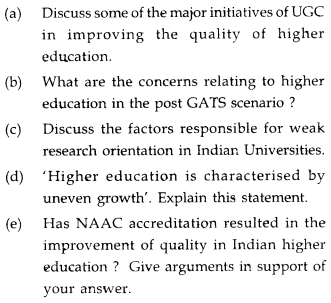 (a) Discuss some of the major initiatives of UGC
in improving the quality of higher
education.
(b) What are the concerns relating to higher
education in the post GATS scenario ?
(c) Discuss the factors responsible for weak
research orientation in Indian Universities.
(d) 'Higher education is characterised by
uneven growth'. Explain this statement.
(e) Has NAAC accreditation resulted in the
improvement of quality in Indian higher
education ? Give arguments in support of
your answer.